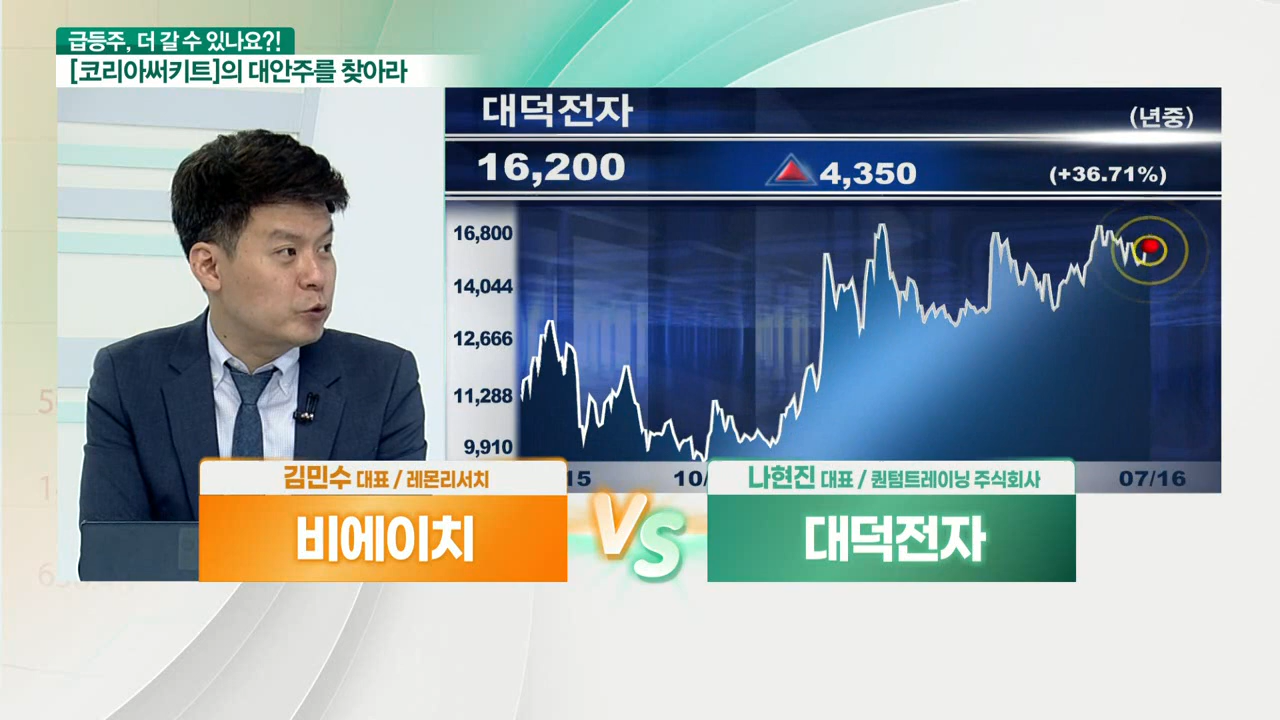 급등주, 더 갈 수 있나요?!
[코리아써키트]의 대안주를 찾아라
대덕전자 (년중)
16,200 ▲ 4,350 (+36.71%)
16,800
14,044
12,666
11,288
9,910
15 10/ 07/16
김민수 대표 / 레몬리서치
비에이치
VS
나현진 대표 / 퀀텀트레이닝 주식회사
대덕전자